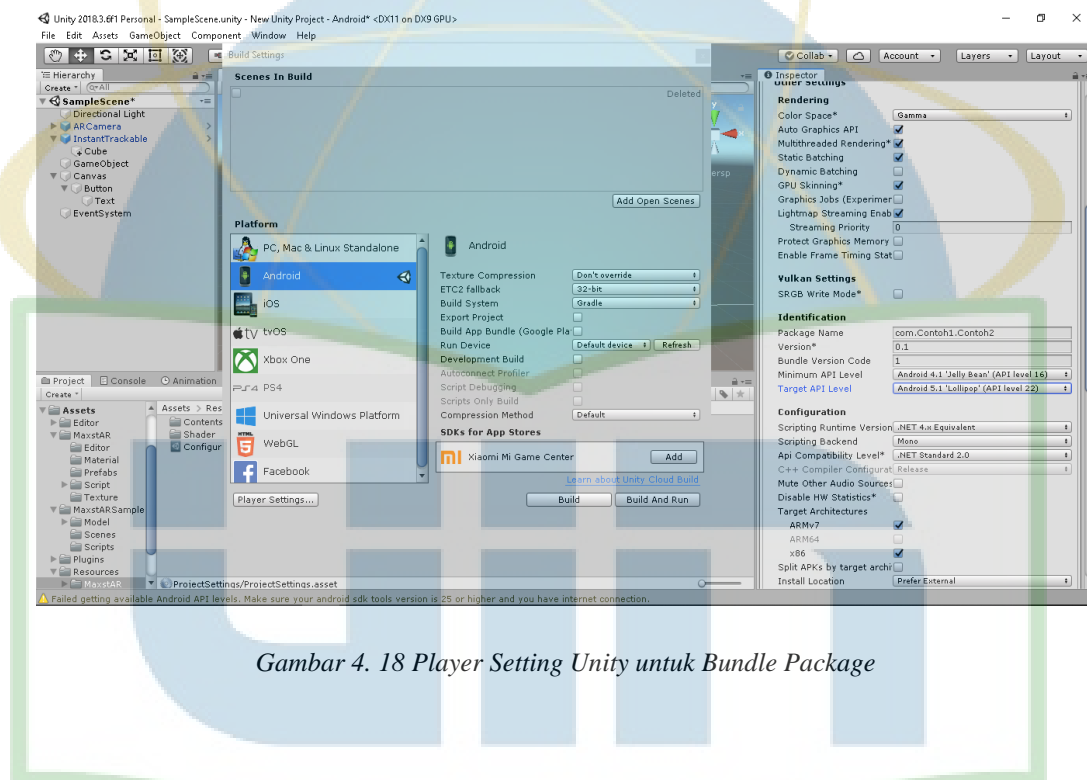 Unity 2018.3.6f1 Personal - SampleScene.unity - New Unity Project - Android* <DX11 on DX9 GPU>
File Edit Assets GameObject Component Window Help
Collab Account Layers Layout
Hierarchy
Create All
SampleScene*
Directional Light
ARCamera
InstantTrackable
Cube
GameObject
Canvas
Button
Text
EventSystem
Build Settings
Scenes In Build
Deleted
Add Open Scenes
Platform
PC, Mac & Linux Standalone
Android
iOS
tv tvOS
Xbox One
PS4 PS4
Universal Windows Platform
HTML 5 WebGL
Facebook
Player Settings...
Android
Texture Compression Don't override
ETC2 fallback 32-bit
Build System Gradle
Export Project
Build App Bundle (Google Pla
Run Device Default device Refresh
Development Build
Autoconnect Profiler
Script Debugging
Scripts Only Build
Compression Method Default
SDKs for App Stores
Xiaomi Mi Game Center Add
Learn about Unity Cloud Build
Build Build And Run
Y
ersp
Inspector
Other Settings
Rendering
Color Space* Gamma
Auto Graphics API
Multithreaded Rendering*
Static Batching
Dynamic Batching
GPU Skinning*
Graphics Jobs (Experimen
Lightmap Streaming Enab
Streaming Priority 0
Protect Graphics Memory
Enable Frame Timing Stat
Vulkan Settings
SRGB Write Mode*
Identification
Package Name com.Contoh1.Contoh2
Version* 0.1
Bundle Version Code 1
Minimum API Level Android 4.1 'Jelly Bean' (API level 16)
Target API Level Android 5.1 'Lollipop' (API level 22)
Configuration
Scripting Runtime Version .NET 4.x Equivalent
Scripting Backend Mono
Api Compatibility Level* .NET Standard 2.0
C++ Compiler Configurat Release
Mute Other Audio Sources
Disable HW Statistics*
Target Architectures
ARMv7
ARM64
x86
Split APKs by target archi
Install Location Prefer External
Project Console Animation
Create
Assets
Editor
MaxstAR
Editor
Material
Prefabs
Script
Texture
MaxstARSample
Model
Scenes
Scripts
Plugins
Resources
MaxstAR
Assets > Res
Contents
Shader
Configur
ProjectSettings/ProjectSettings.asset
Failed getting available Android API levels. Make sure your android sdk tools version is 25 or higher and you have internet connection.
Gambar 4. 18 Player Setting Unity untuk Bundle Package